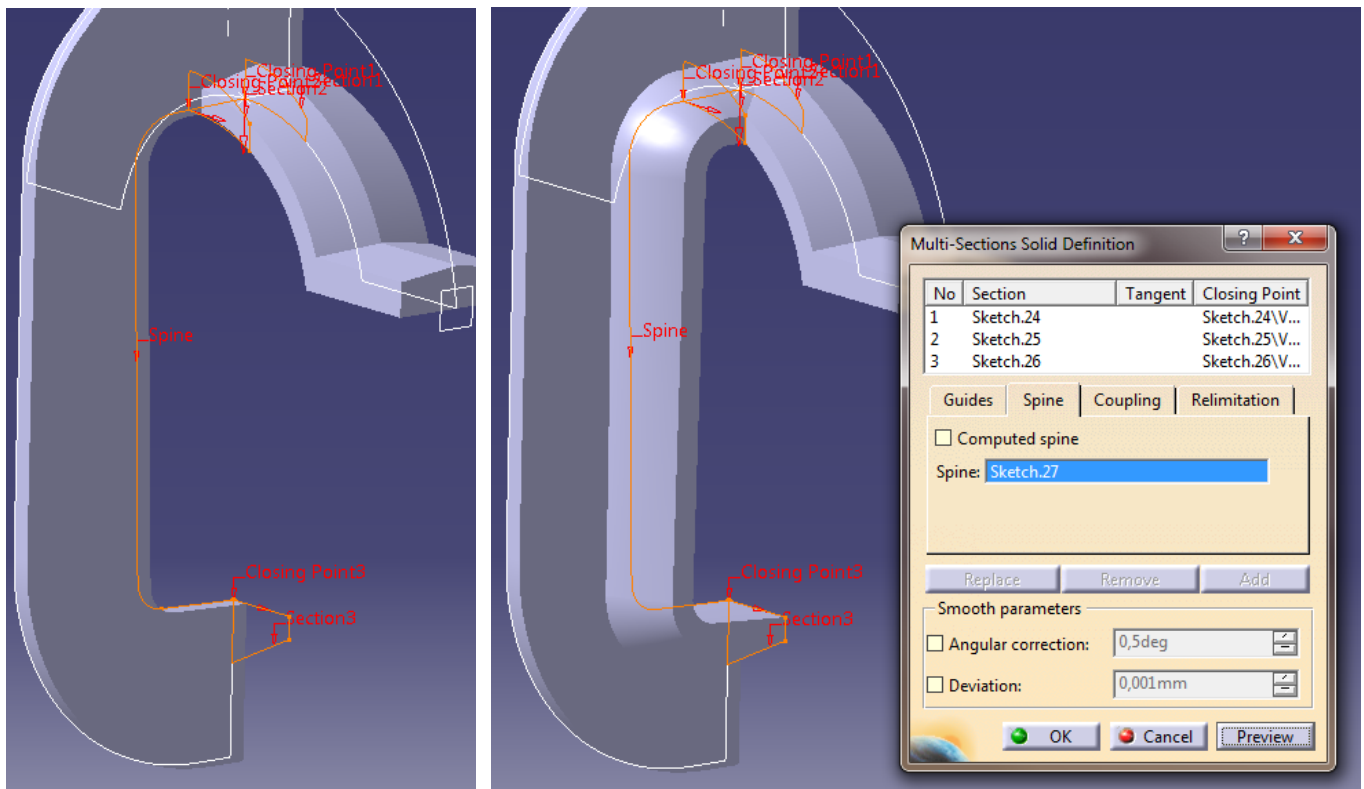 Closing Point1
Closing Point2
Section1
Section2
Spine
Closing Point3
Section3
Closing Point1
Closing Point2
Section1
Section2
Spine
Closing Point3
Section3
Multi-Sections Solid Definition
No Section Tangent Closing Point
1 Sketch.24 Sketch.24\V...
2 Sketch.25 Sketch.25\V...
3 Sketch.26 Sketch.26\V...
Guides Spine Coupling Relimitation
Computed spine
Spine: Sketch.27
Replace Remove Add
Smooth parameters
Angular correction: 0,5deg
Deviation: 0,001mm
OK Cancel Preview